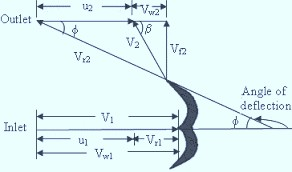 u2
Vw2
Outlet
ϕ
V2
β
Vf2
Vr2
Angle of
deflection
V1
ϕ
Inlet
u1
Vr1
Vw1